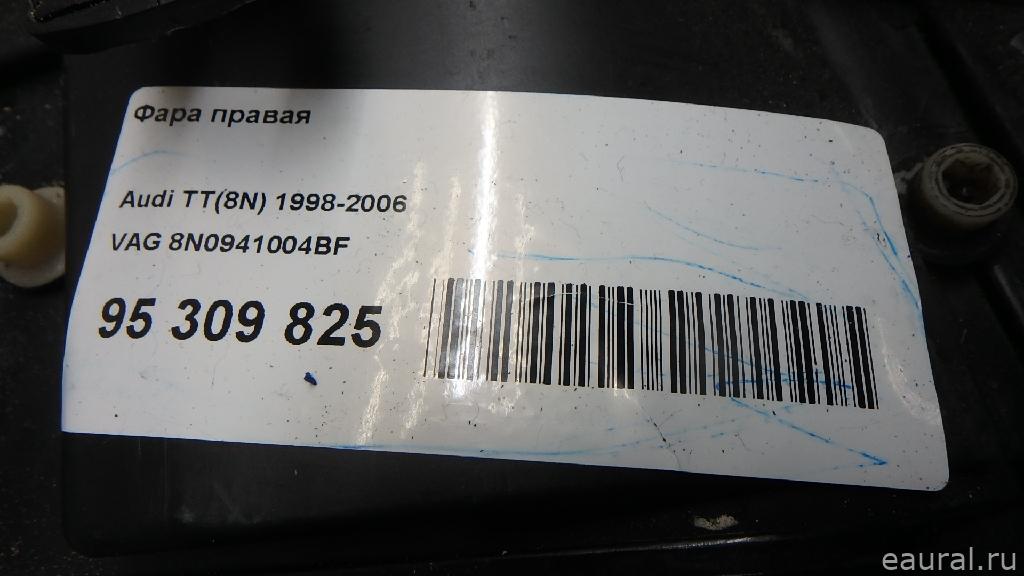 Фара правая
Audi TT(8N) 1998-2006
VAG 8N0941004BF
95 309 825
eaural.ru